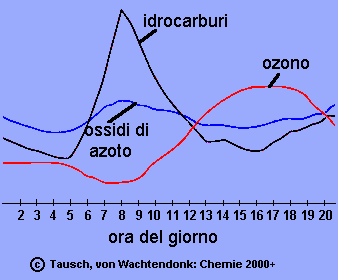 idrocarburi
ozono
ossidi di
azoto
2 3 4 5 6 7 8 9 10 11 12 13 14 15 16 17 18 19 20
ora del giorno
c Tausch, von Wachtendonk: Chemie 2000+